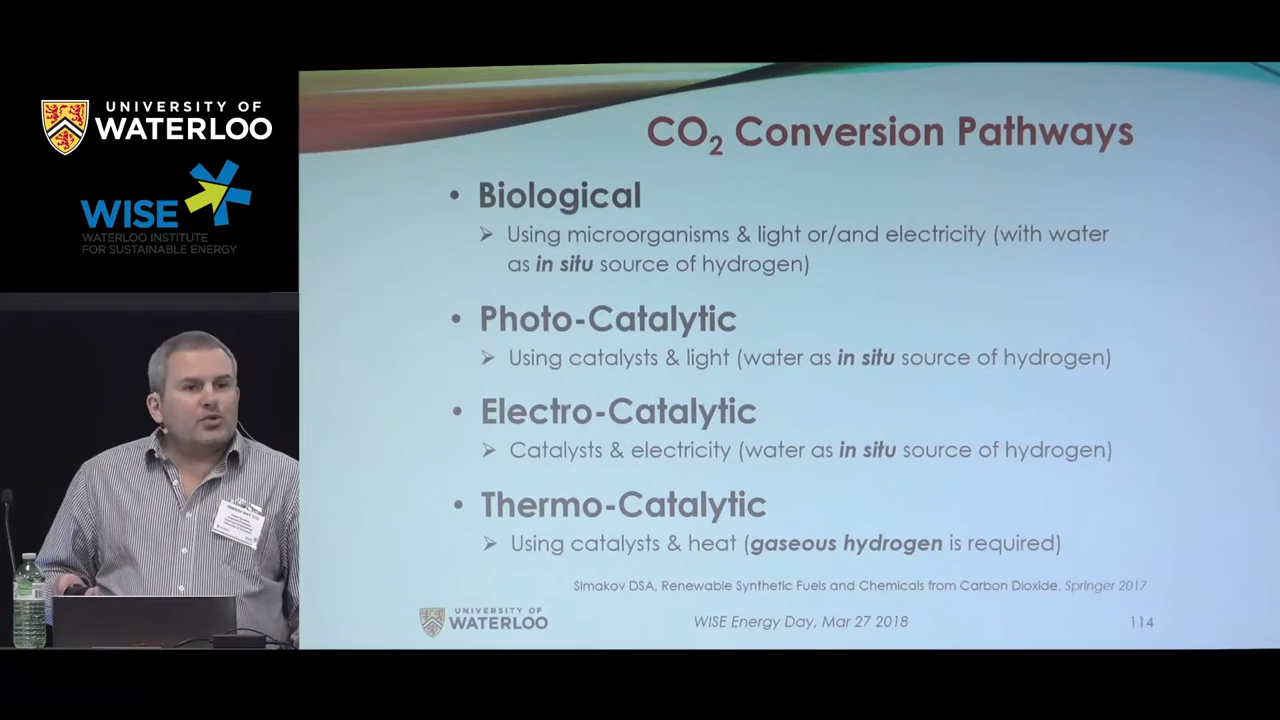 UNIVERSITY OF
WATERLOO
WISE
WATERLOO INSTITUTE
FOR SUSTAINABLE ENERGY
CO₂ Conversion Pathways
• Biological
➢ Using microorganisms & light or/and electricity (with water
as in situ source of hydrogen)
• Photo-Catalytic
➢ Using catalysts & light (water as in situ source of hydrogen)
• Electro-Catalytic
➢ Catalysts & electricity (water as in situ source of hydrogen)
• Thermo-Catalytic
➢ Using catalysts & heat (gaseous hydrogen is required)
Simakov DSA, Renewable Synthetic Fuels and Chemicals from Carbon Dioxide, Springer 2017
UNIVERSITY OF
WATERLOO
WISE Energy Day, Mar 27 2018
114